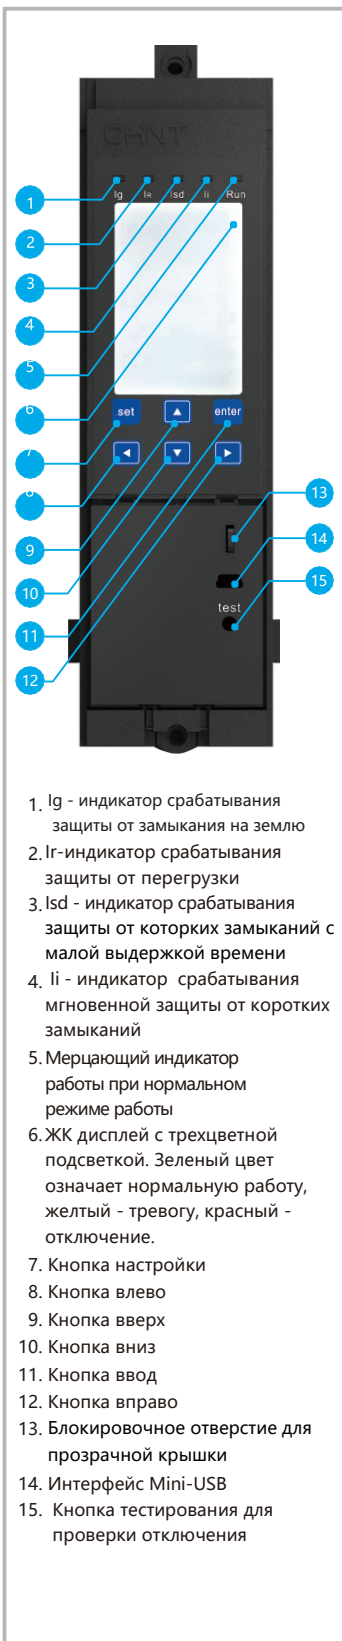 CHNT
Ig IR Isd Ii Run
1
2
3
4
5
6
7
8
set
enter
9
10
11
12
13
14
15
test
1. Ig - индикатор срабатывания
защиты от замыкания на землю
2. Ir-индикатор срабатывания
защиты от перегрузки
3. Isd - индикатор срабатывания
защиты от которких замыканий с
малой выдержкой времени
4. Ii - индикатор срабатывания
мгновенной защиты от коротких
замыканий
5. Мерцающий индикатор
работы при нормальном
режиме работы
6. ЖК дисплей с трехцветной
подсветкой. Зеленый цвет
означает нормальную работу,
желтый - тревогу, красный -
отключение.
7. Кнопка настройки
8. Кнопка влево
9. Кнопка вверх
10. Кнопка вниз
11. Кнопка ввод
12. Кнопка вправо
13. Блокировочное отверстие для
прозрачной крышки
14. Интерфейс Mini-USB
15. Кнопка тестирования для
проверки отключения